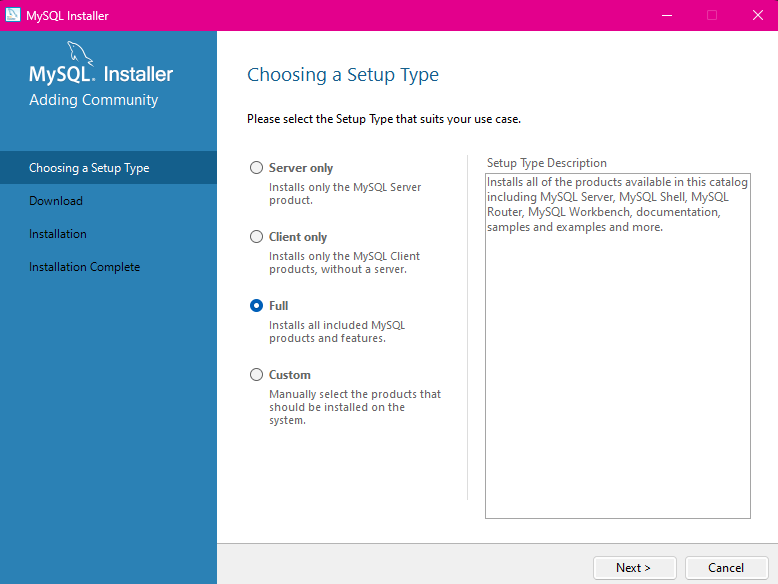 MySQL Installer
MySQL. Installer
Adding Community
Choosing a Setup Type
Download
Installation
Installation Complete
Choosing a Setup Type
Please select the Setup Type that suits your use case.
Server only
Installs only the MySQL Server
product.
Client only
Installs only the MySQL Client
products, without a server.
Full
Installs all included MySQL
products and features.
Custom
Manually select the products that
should be installed on the
system.
Setup Type Description
Installs all of the products available in this catalog
including MySQL Server, MySQL Shell, MySQL
Router, MySQL Workbench, documentation,
samples and examples and more.
Next >
Cancel